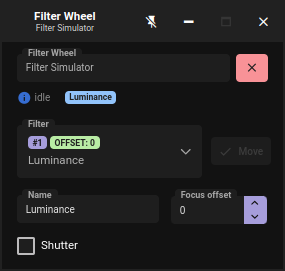 Filter Wheel
Filter Simulator
Filter Wheel
Filter Simulator
idle Luminance
Filter
#1 OFFSET: 0
Luminance
Move
Name
Luminance
Focus offset
0
Shutter